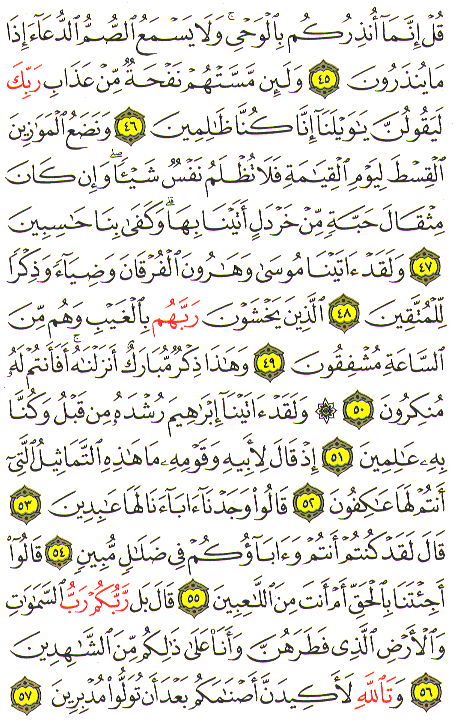 قُلْ إِنَّمَآ أُنذِرُكُم بِٱلْوَحْىِ ۚ وَلَا يَسْمَعُ ٱلصُّمُّ ٱلدُّعَآءَ إِذَا
مَا يُنذَرُونَ ٤٥ وَلَئِن مَّسَّتْهُمْ نَفْحَةٌ مِّنْ عَذَابِ رَبِّكَ
لَيَقُولُنَّ يَٰوَيْلَنَآ إِنَّا كُنَّا ظَٰلِمِينَ ٤٦ وَنَضَعُ ٱلْمَوَٰزِينَ
ٱلْقِسْطَ لِيَوْمِ ٱلْقِيَٰمَةِ فَلَا تُظْلَمُ نَفْسٌ شَيْـًٔا ۖ وَإِن كَانَ
مِثْقَالَ حَبَّةٍ مِّنْ خَرْدَلٍ أَتَيْنَا بِهَا ۗ وَكَفَىٰ بِنَا حَٰسِبِينَ
٤٧ وَلَقَدْ ءَاتَيْنَا مُوسَىٰ وَهَٰرُونَ ٱلْفُرْقَانَ وَضِيَآءً وَذِكْرًا
لِّلْمُتَّقِينَ ٤٨ ٱلَّذِينَ يَخْشَوْنَ رَبَّهُم بِٱلْغَيْبِ وَهُم مِّنَ
ٱلسَّاعَةِ مُشْفِقُونَ ٤٩ وَهَٰذَا ذِكْرٌ مُّبَارَكٌ أَنزَلْنَٰهُ ۚ أَفَأَنتُمْ لَهُۥ
مُنكِرُونَ ٥٠ ۞ وَلَقَدْ ءَاتَيْنَآ إِبْرَٰهِيمَ رُشْدَهُۥ مِن قَبْلُ وَكُنَّا
بِهِۦ عَٰلِمِينَ ٥١ إِذْ قَالَ لِأَبِيهِ وَقَوْمِهِۦ مَا هَٰذِهِ ٱلتَّمَاثِيلُ ٱلَّتِىٓ
أَنتُمْ لَهَا عَٰكِفُونَ ٥٢ قَالُوا۟ وَجَدْنَآ ءَابَآءَنَا لَهَا عَٰبِدِينَ ٥٣
قَالَ لَقَدْ كُنتُمْ أَنتُمْ وَءَابَآؤُكُمْ فِى ضَلَٰلٍ مُّبِينٍ ٥٤ قَالُوٓا۟
أَجِئْتَنَا بِٱلْحَقِّ أَمْ أَنتَ مِنَ ٱللَّٰعِبِينَ ٥٥ قَالَ بَل رَّبُّكُمْ رَبُّ ٱلسَّمَٰوَٰتِ
وَٱلْأَرْضِ ٱلَّذِى فَطَرَهُنَّ وَأَنَا۠ عَلَىٰ ذَٰلِكُم مِّنَ ٱلشَّٰهِدِينَ
٥٦ وَتَٱللَّهِ لَأَكِيدَنَّ أَصْنَٰمَكُم بَعْدَ أَن تُوَلُّوا۟ مُدْبِرِينَ ٥٧